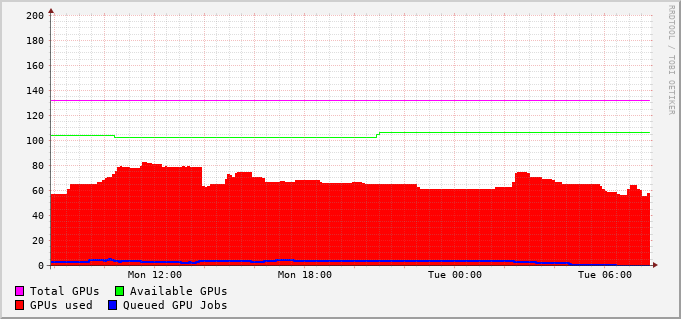 RRDTOOL / TOBI OETIKER
200
180
160
140
120
100
80
60
40
20
0
Mon 12:00 Mon 18:00 Tue 00:00 Tue 06:00
Total GPUs Available GPUs
GPUs used Queued GPU Jobs